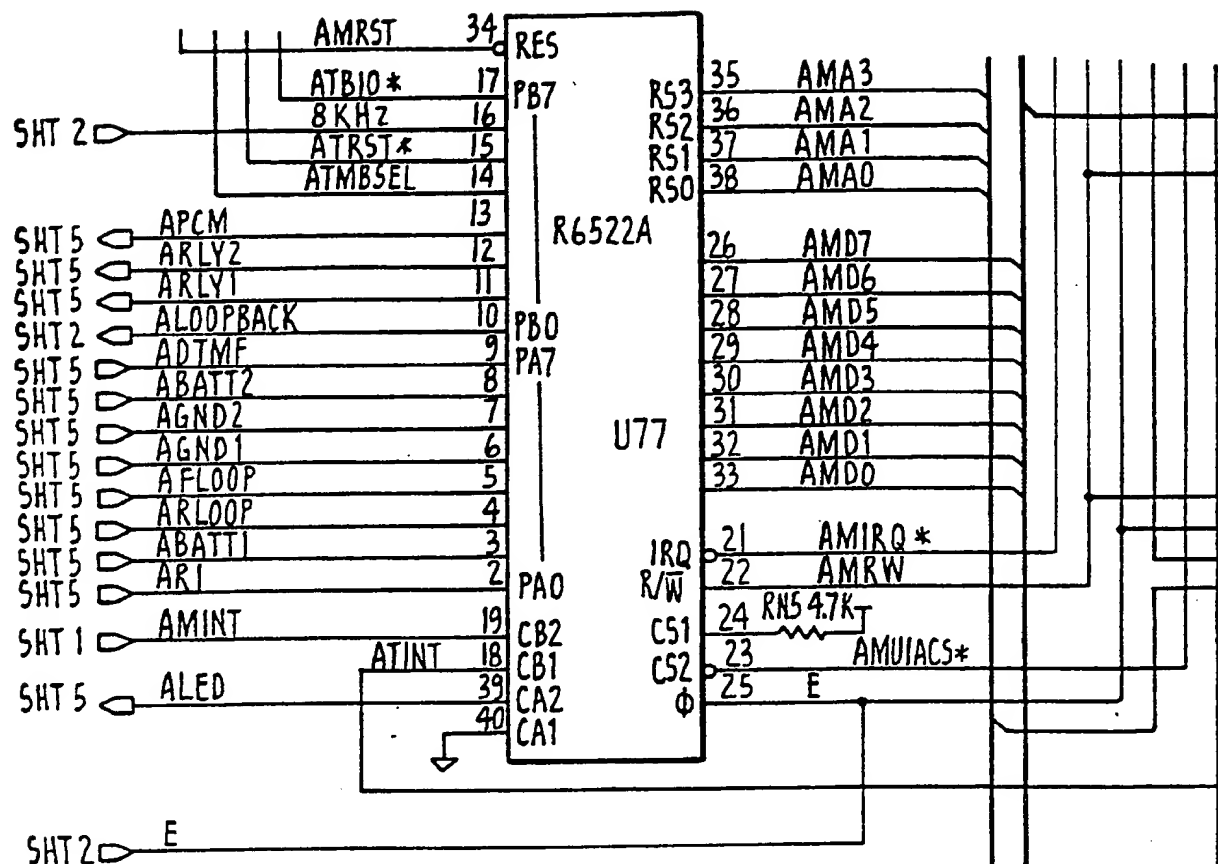 AMRST 34 RES
ATBIO* 17 PB7
SHT 2 8KHz 16
ATRST* 15
ATMBSEL 14
SHT 5 APCM 13
SHT 5 ARLY2 12
SHT 5 ARLY1 11
SHT 2 ALOOPBACK 10 PB0
SHT 5 ADTMF 9 PA7
SHT 5 ABATT2 8
SHT 5 AGND2 7
SHT 5 AGND1 6
SHT 5 AFLOOP 5
SHT 5 ARLOOP 4
SHT 5 ABATT1 3
SHT 5 ARI 2 PA0
SHT 1 AMINT 19 CB2
ATINT 18 CB1
SHT 5 ALED 39 CA2
40 CA1
SHT 2 E
R6522A
U77
RS3 35 AMA3
RS2 36 AMA2
RS1 37 AMA1
RS0 38 AMA0
26 AMD7
27 AMD6
28 AMD5
29 AMD4
30 AMD3
31 AMD2
32 AMD1
33 AMD0
IRQ 21 AMIRQ*
R/W̅ 22 AMRW
CS1 24 RN5 4.7K
CS2 23 AMUIACS*
Φ 25 E